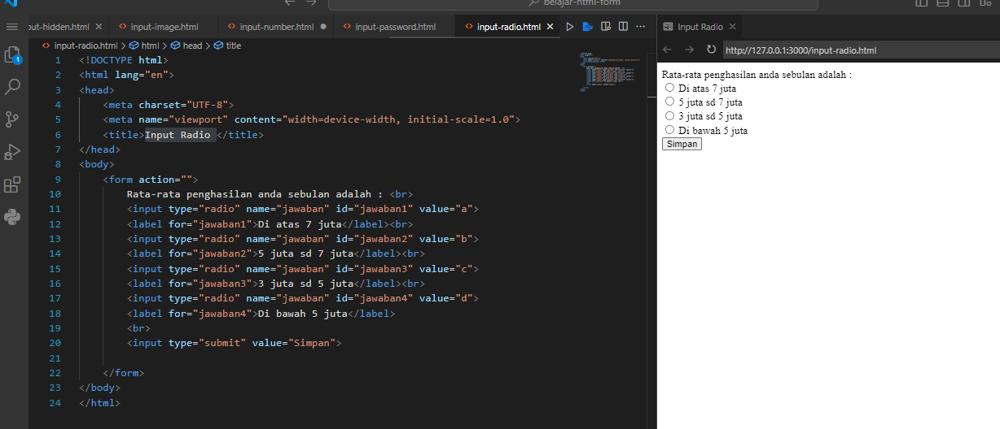 belajar-html-form
put-hidden.html
input-image.html
input-number.html
input-password.html
input-radio.html
Input Radio
input-radio.html > html > head > title
http://127.0.0.1:3000/input-radio.html
1
1 <!DOCTYPE html>
2 <html lang="en">
3 <head>
4 <meta charset="UTF-8">
5 <meta name="viewport" content="width=device-width, initial-scale=1.0">
6 <title>Input Radio </title>
7 </head>
8 <body>
9 <form action="">
10 Rata-rata penghasilan anda sebulan adalah : <br>
11 <input type="radio" name="jawaban" id="jawaban1" value="a">
12 <label for="jawaban1">Di atas 7 juta</label><br>
13 <input type="radio" name="jawaban" id="jawaban2" value="b">
14 <label for="jawaban2">5 juta sd 7 juta</label><br>
15 <input type="radio" name="jawaban" id="jawaban3" value="c">
16 <label for="jawaban3">3 juta sd 5 juta</label><br>
17 <input type="radio" name="jawaban" id="jawaban4" value="d">
18 <label for="jawaban4">Di bawah 5 juta</label>
19 <br>
20 <input type="submit" value="Simpan">
21
22 </form>
23 </body>
24 </html>
Rata-rata penghasilan anda sebulan adalah :
Di atas 7 juta
5 juta sd 7 juta
3 juta sd 5 juta
Di bawah 5 juta
Simpan